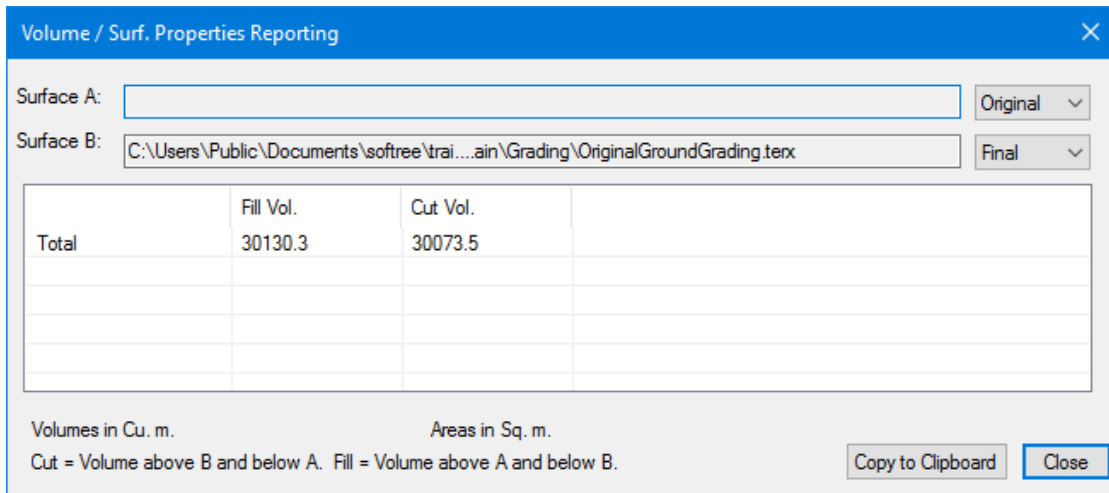 Volume / Surf. Properties Reporting
Surface A:
Original
Surface B: C:\Users\Public\Documents\softree\trai....ain\Grading\OriginalGroundGrading.terx
Final
Fill Vol. Cut Vol.
Total 30130.3 30073.5
Volumes in Cu. m. Areas in Sq. m.
Cut = Volume above B and below A. Fill = Volume above A and below B.
Copy to Clipboard Close